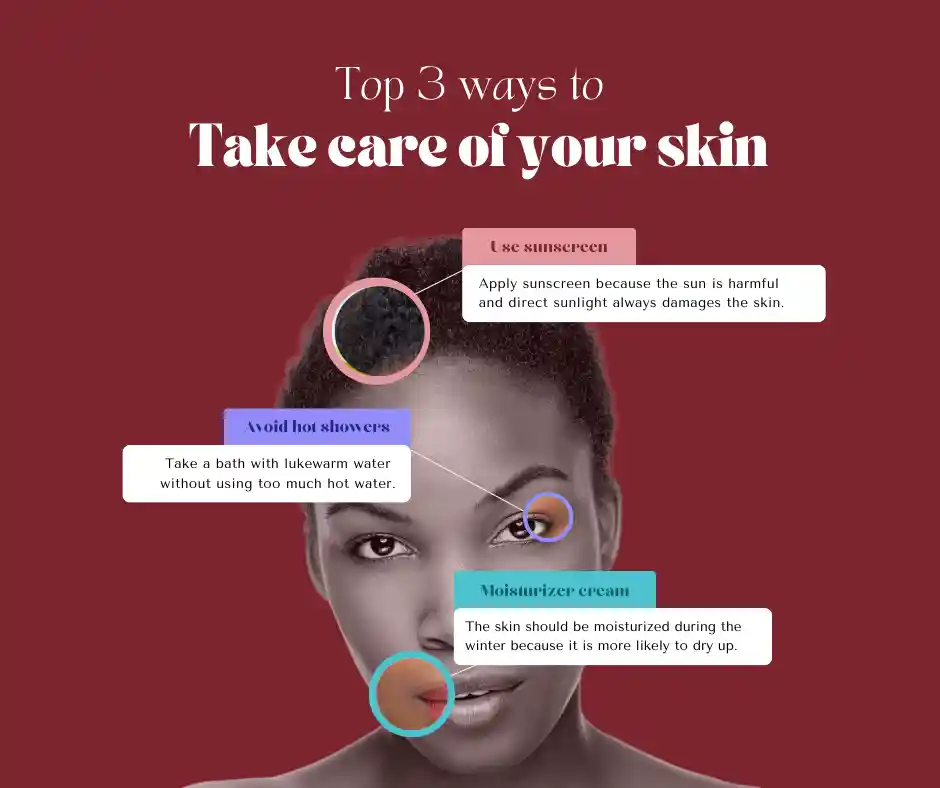 Top 3 ways to
Take care of your skin
Use sunscreen
Apply sunscreen because the sun is harmful
and direct sunlight always damages the skin.
Avoid hot showers
Take a bath with lukewarm water
without using too much hot water.
Moisturizer cream
The skin should be moisturized during the
winter because it is more likely to dry up.